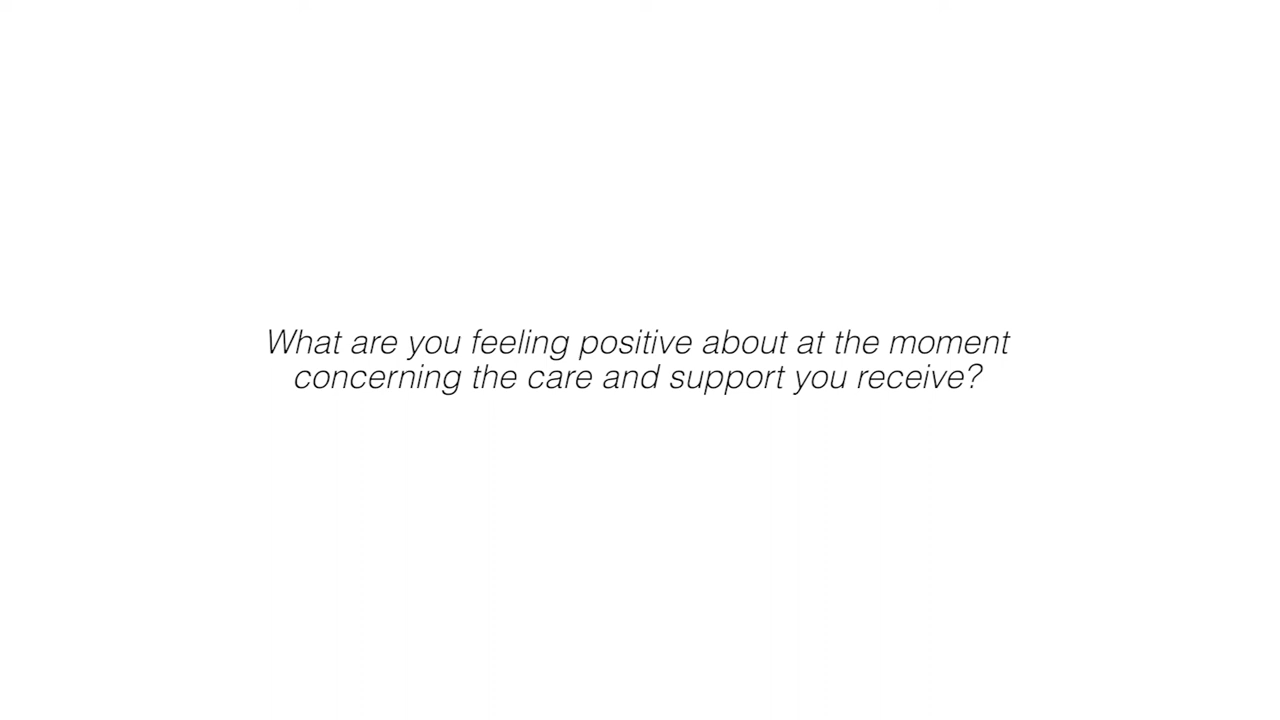 What are you feeling positive about at the moment
concerning the care and support you receive?